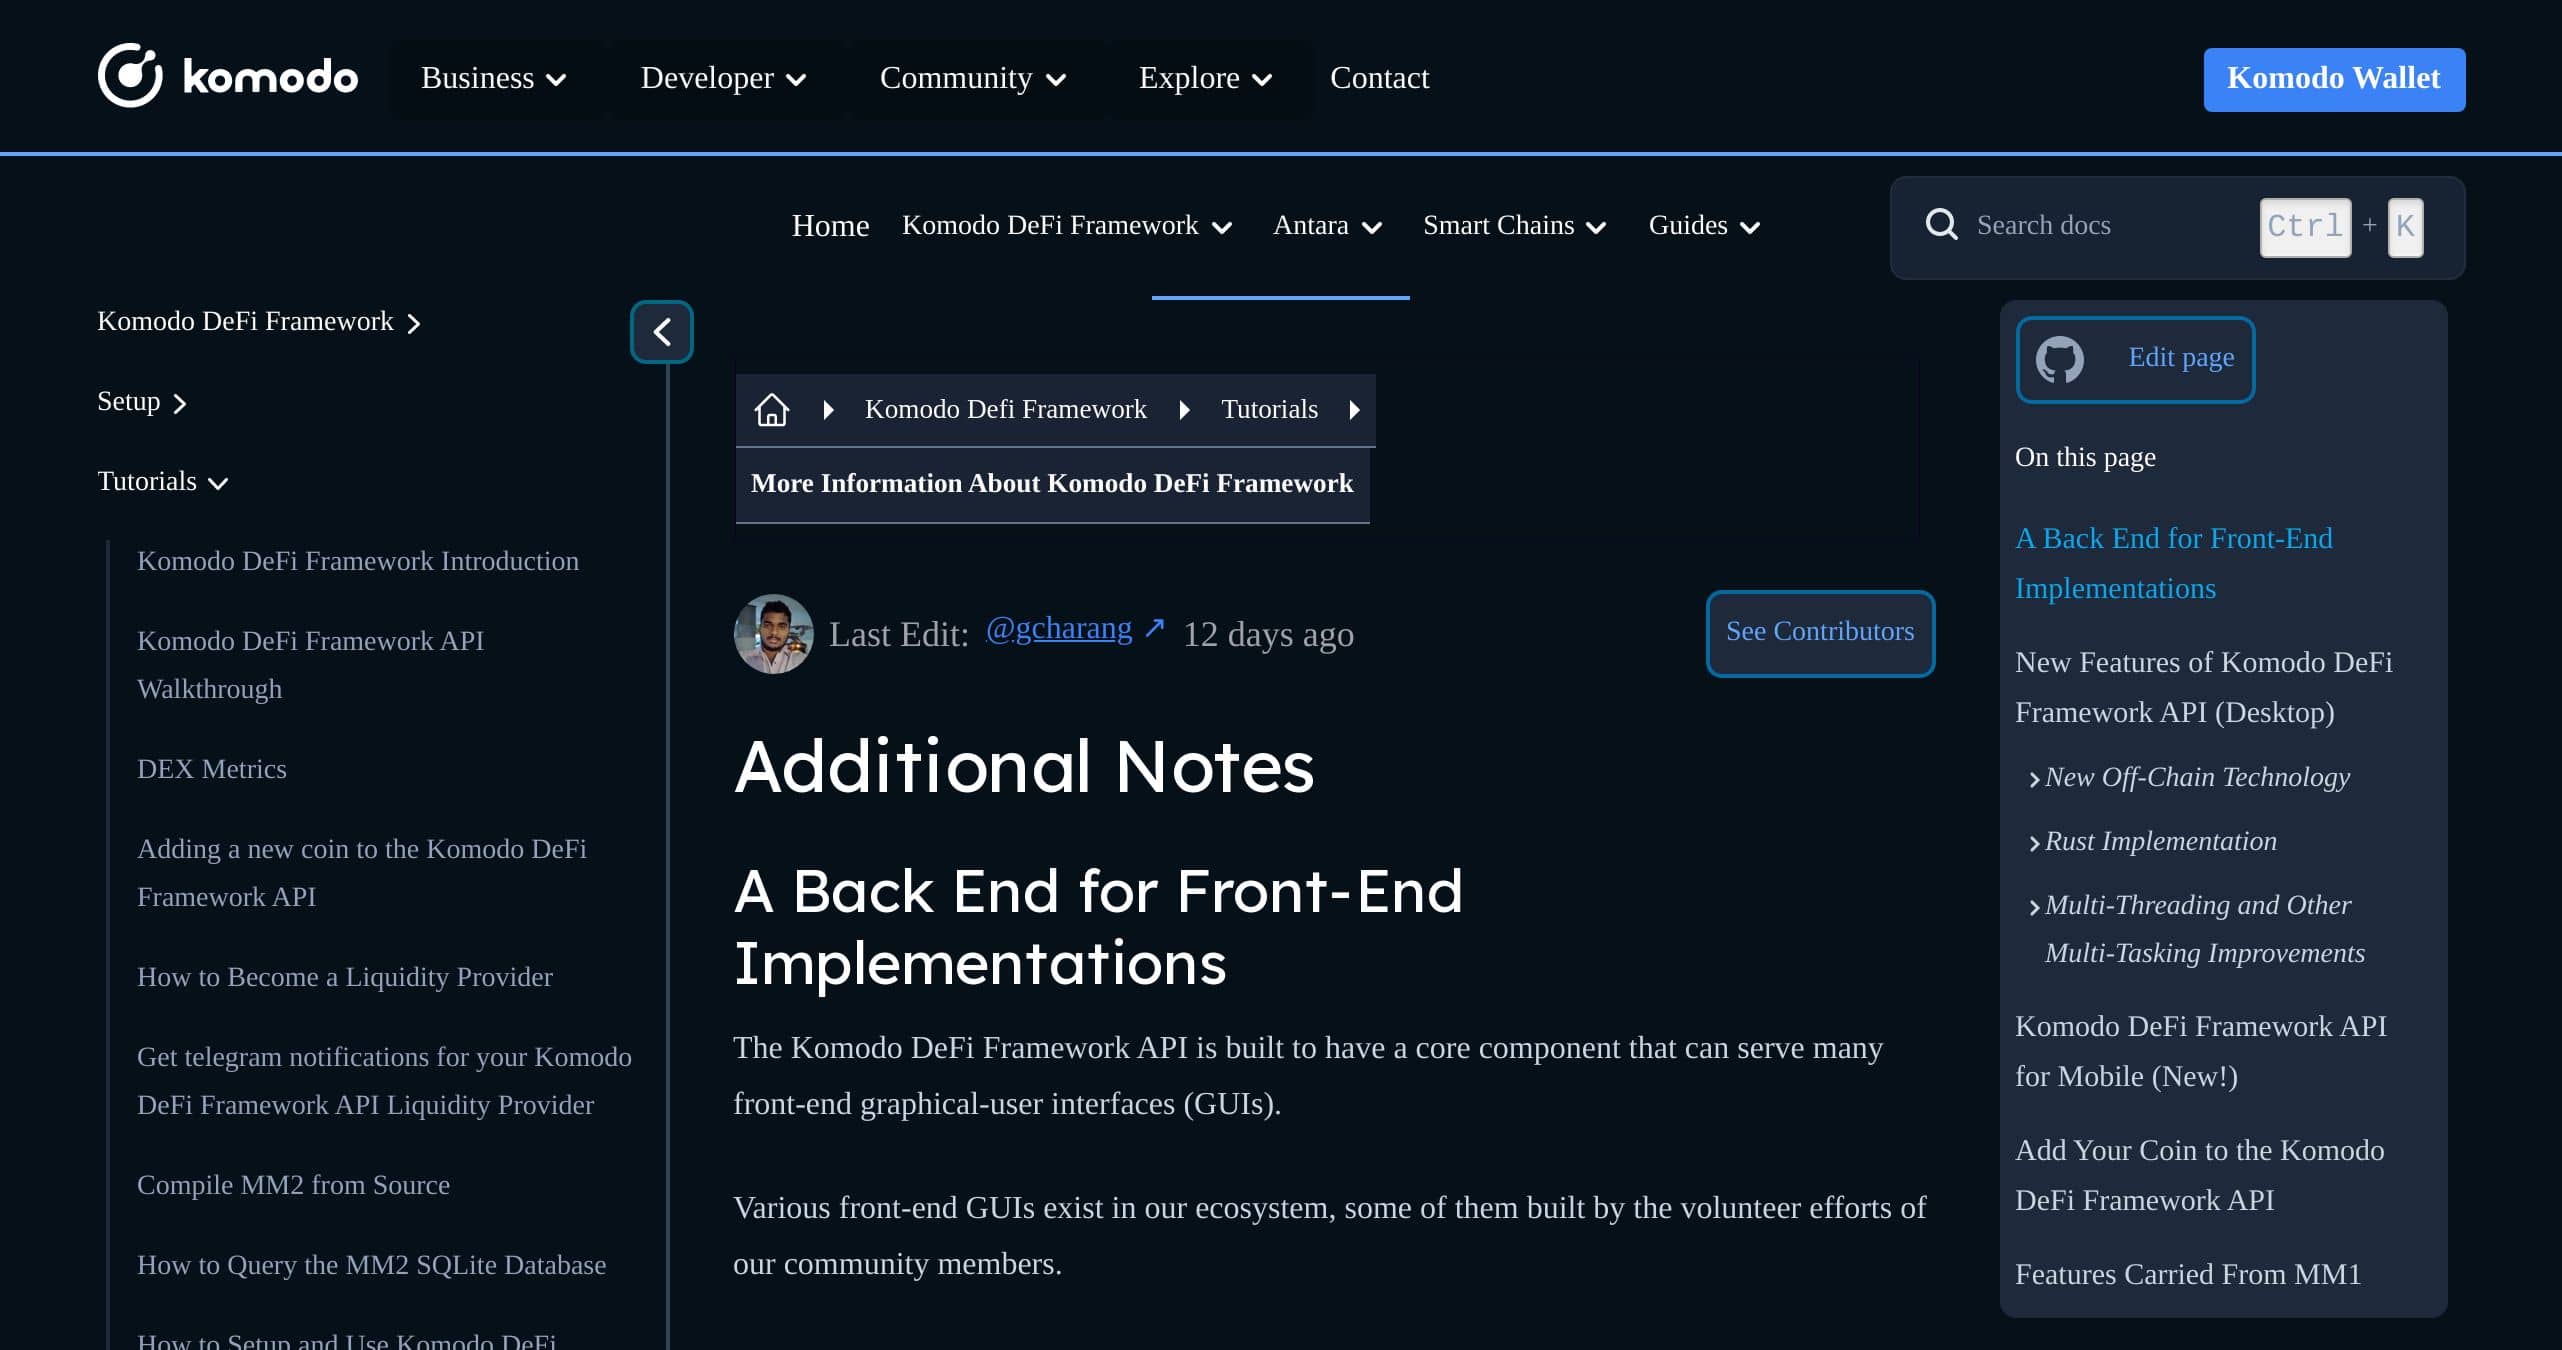 komodo
Business
Developer
Community
Explore
Contact
Komodo Wallet
Home
Komodo DeFi Framework
Antara
Smart Chains
Guides
Search docs
Ctrl + K
Komodo DeFi Framework
Setup
Tutorials
Komodo DeFi Framework Introduction
Komodo DeFi Framework API
Walkthrough
DEX Metrics
Adding a new coin to the Komodo DeFi
Framework API
How to Become a Liquidity Provider
Get telegram notifications for your Komodo
DeFi Framework API Liquidity Provider
Compile MM2 from Source
How to Query the MM2 SQLite Database
How to Setup and Use Komodo DeFi
Komodo Defi Framework
Tutorials
More Information About Komodo DeFi Framework
Last Edit: @gcharang ↗ 12 days ago
See Contributors
Additional Notes
A Back End for Front-End
Implementations
The Komodo DeFi Framework API is built to have a core component that can serve many
front-end graphical-user interfaces (GUIs).
Various front-end GUIs exist in our ecosystem, some of them built by the volunteer efforts of
our community members.
Edit page
On this page
A Back End for Front-End
Implementations
New Features of Komodo DeFi
Framework API (Desktop)
New Off-Chain Technology
Rust Implementation
Multi-Threading and Other
Multi-Tasking Improvements
Komodo DeFi Framework API
for Mobile (New!)
Add Your Coin to the Komodo
DeFi Framework API
Features Carried From MM1